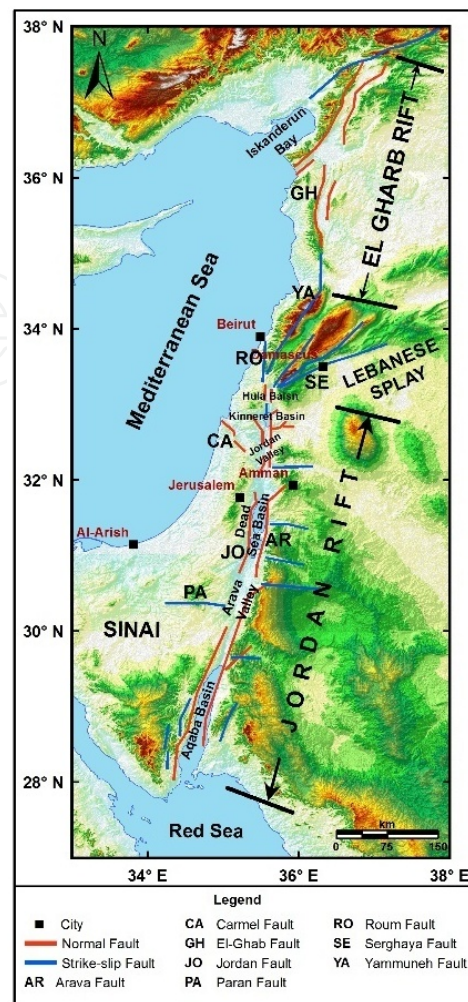 38° N
36° N
34° N
32° N
30° N
28° N
N
Iskanderun
Bay
EL GHARB RIFT
GH
Mediterranean Sea
YA
Beirut
RO
Damascus
SE
LEBANESE
SPLAY
Hula Baisn
Kinneret Basin
CA
Jordan
Valley
Amman
Jerusalem
Al-Arish
Dead
Sea Basin
JO
AR
PA
Arava
Valley
SINAI
JORDAN RIFT
Aqaba Basin
Red Sea
km
0 75 150
34° E
36° E
38° E
Legend
City
CA Carmel Fault
RO Roum Fault
Normal Fault
GH El-Ghab Fault
SE Serghaya Fault
Strike-slip Fault
JO Jordan Fault
YA Yammuneh Fault
AR Arava Fault
PA Paran Fault